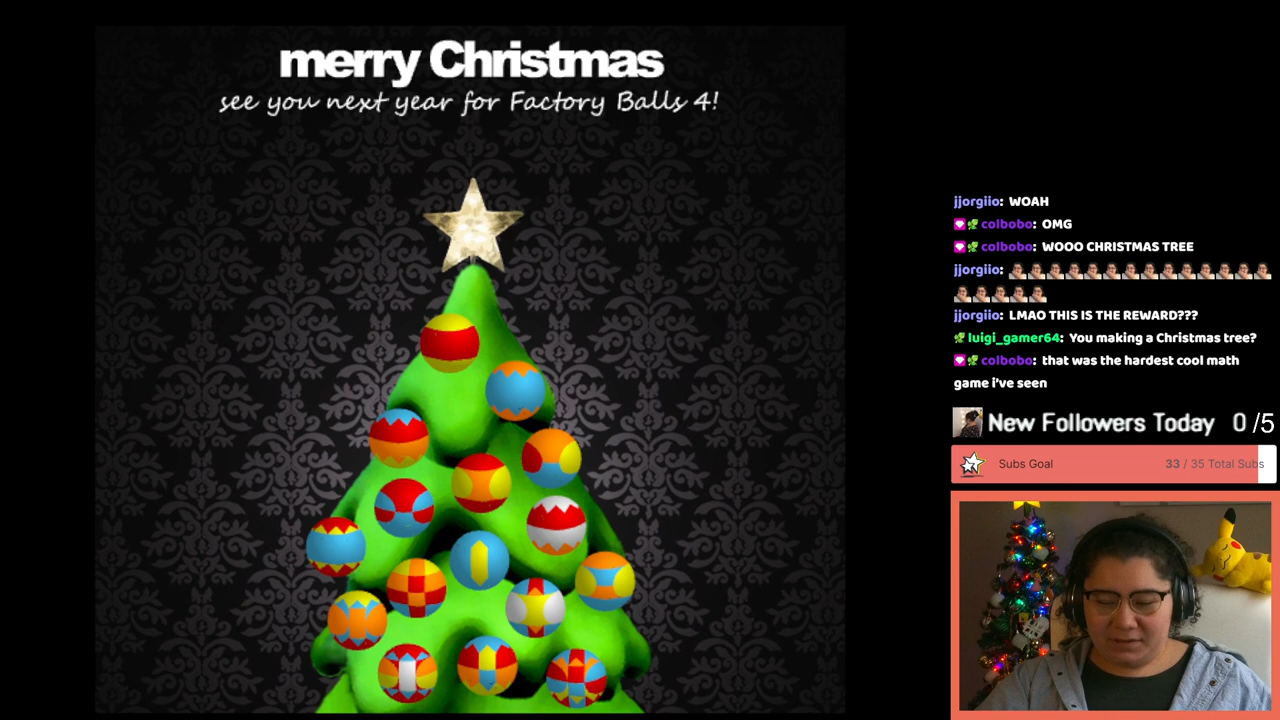 merry Christmas
see you next year for Factory Balls 4!
jjorgiio: WOAH
colbobo: OMG
colbobo: WOOO CHRISTMAS TREE
jjorgiio:
jjorgiio: LMAO THIS IS THE REWARD???
luigi_gamer64: You making a Christmas tree?
colbobo: that was the hardest cool math
game i've seen
New Followers Today 0 /5
Subs Goal 33 / 35 Total Subs